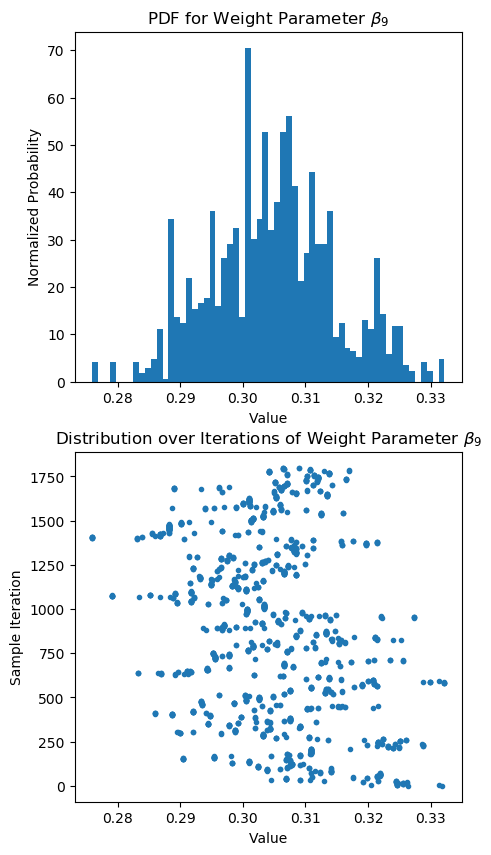 PDF for Weight Parameter β₉
70
60
50
40
30
20
10
0
Normalized Probability
0.28 0.29 0.30 0.31 0.32 0.33
Value
Distribution over Iterations of Weight Parameter β₉
1750
1500
1250
1000
750
500
250
0
Sample Iteration
0.28 0.29 0.30 0.31 0.32 0.33
Value